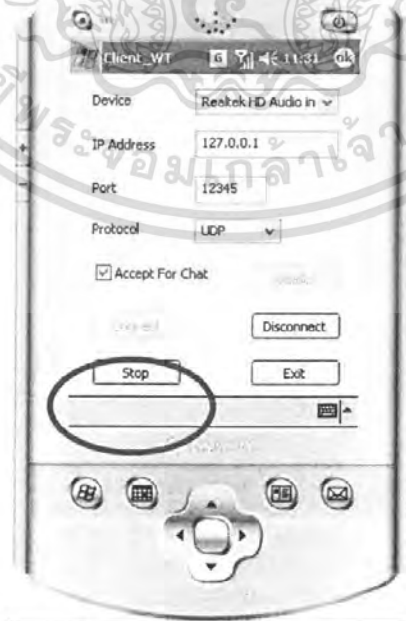 Client_WT G 11:31 ok
Device Realtek HD Audio in
IP Address 127.0.0.1
Port 12345
Protocol UDP
Accept For Chat
Disconnect
Stop Exit